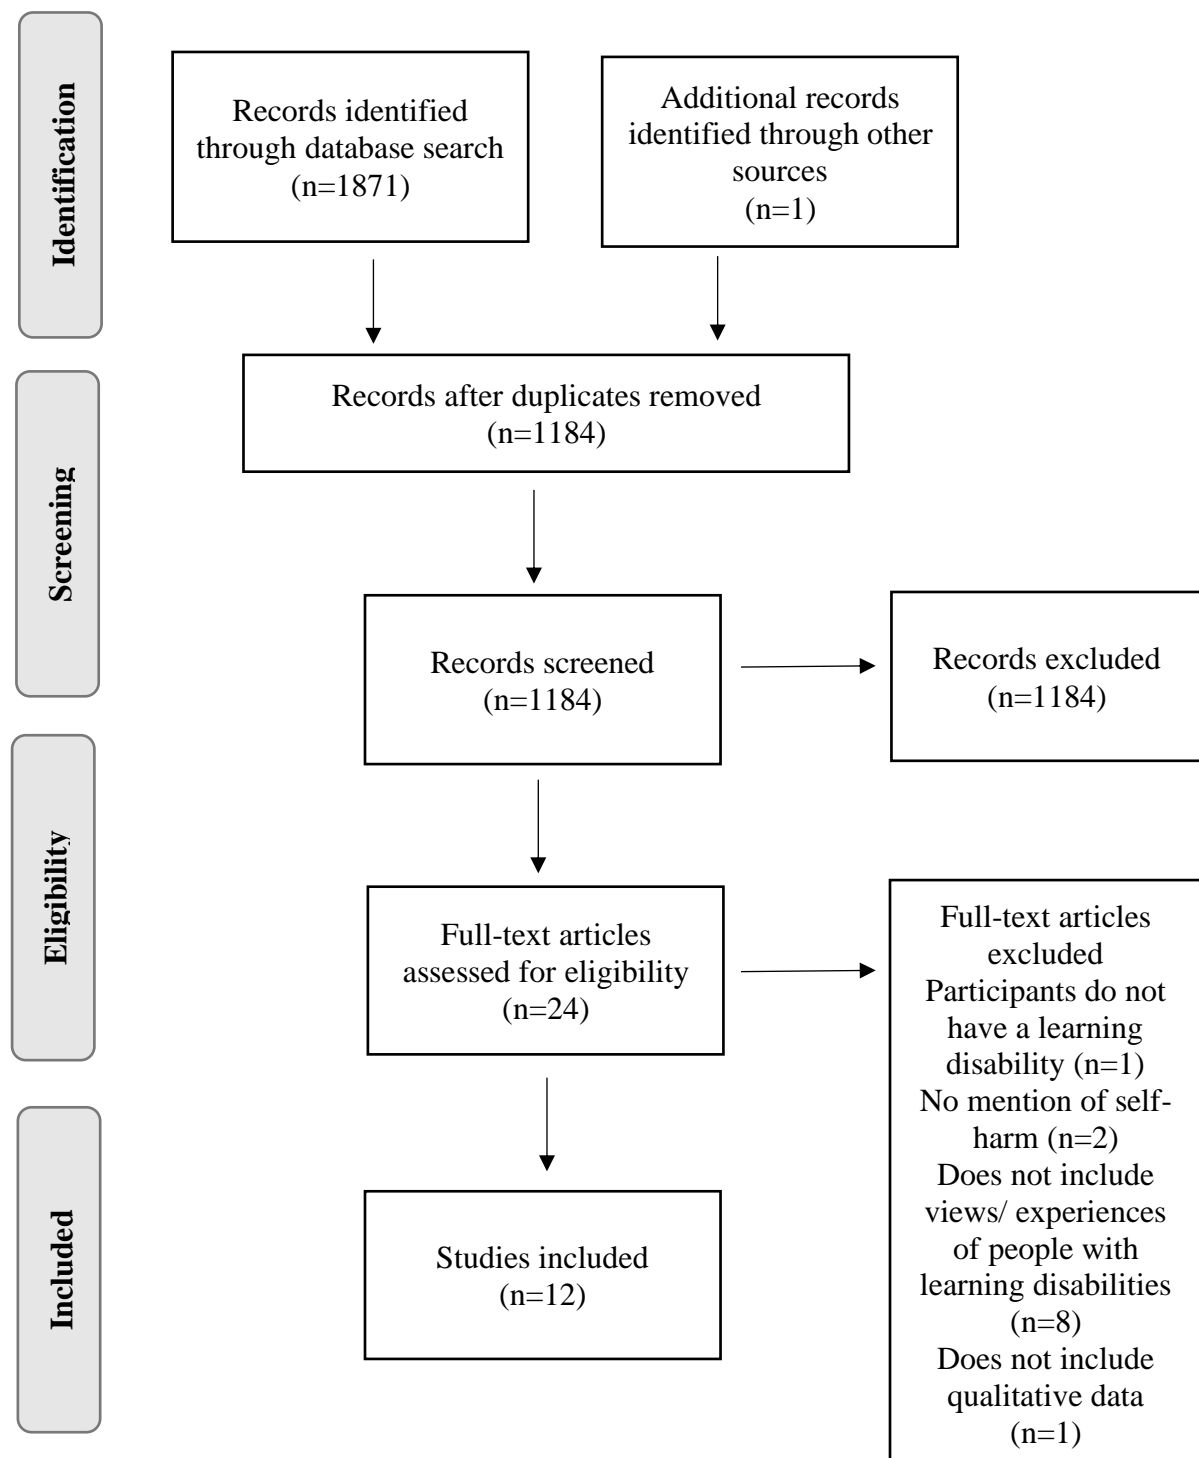 Identification
Records identified
through database search
(n=1871)
Additional records
identified through other
sources
(n=1)
Records after duplicates removed
(n=1184)
Screening
Records screened
(n=1184)
Records excluded
(n=1184)
Eligibility
Full-text articles
assessed for eligibility
(n=24)
Full-text articles
excluded
Participants do not
have a learning
disability (n=1)
No mention of self-
harm (n=2)
Does not include
views/ experiences
of people with
learning disabilities
(n=8)
Does not include
qualitative data
(n=1)
Included
Studies included
(n=12)